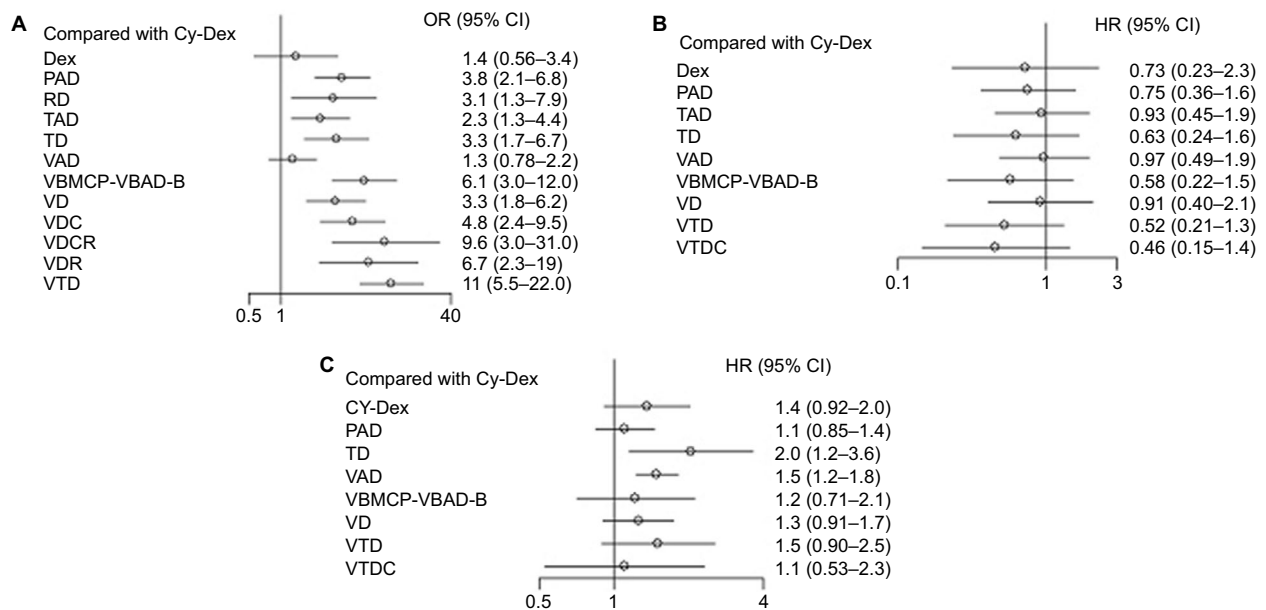 A
Compared with Cy-Dex OR (95% CI)
Dex 1.4 (0.56–3.4)
PAD 3.8 (2.1–6.8)
RD 3.1 (1.3–7.9)
TAD 2.3 (1.3–4.4)
TD 3.3 (1.7–6.7)
VAD 1.3 (0.78–2.2)
VBMCP-VBAD-B 6.1 (3.0–12.0)
VD 3.3 (1.8–6.2)
VDC 4.8 (2.4–9.5)
VDCR 9.6 (3.0–31.0)
VDR 6.7 (2.3–19)
VTD 11 (5.5–22.0)
0.5 1 40
B
Compared with Cy-Dex HR (95% CI)
Dex 0.73 (0.23–2.3)
PAD 0.75 (0.36–1.6)
TAD 0.93 (0.45–1.9)
TD 0.63 (0.24–1.6)
VAD 0.97 (0.49–1.9)
VBMCP-VBAD-B 0.58 (0.22–1.5)
VD 0.91 (0.40–2.1)
VTD 0.52 (0.21–1.3)
VTDC 0.46 (0.15–1.4)
0.1 1 3
C
Compared with Cy-Dex HR (95% CI)
CY-Dex 1.4 (0.92–2.0)
PAD 1.1 (0.85–1.4)
TD 2.0 (1.2–3.6)
VAD 1.5 (1.2–1.8)
VBMCP-VBAD-B 1.2 (0.71–2.1)
VD 1.3 (0.91–1.7)
VTD 1.5 (0.90–2.5)
VTDC 1.1 (0.53–2.3)
0.5 1 4